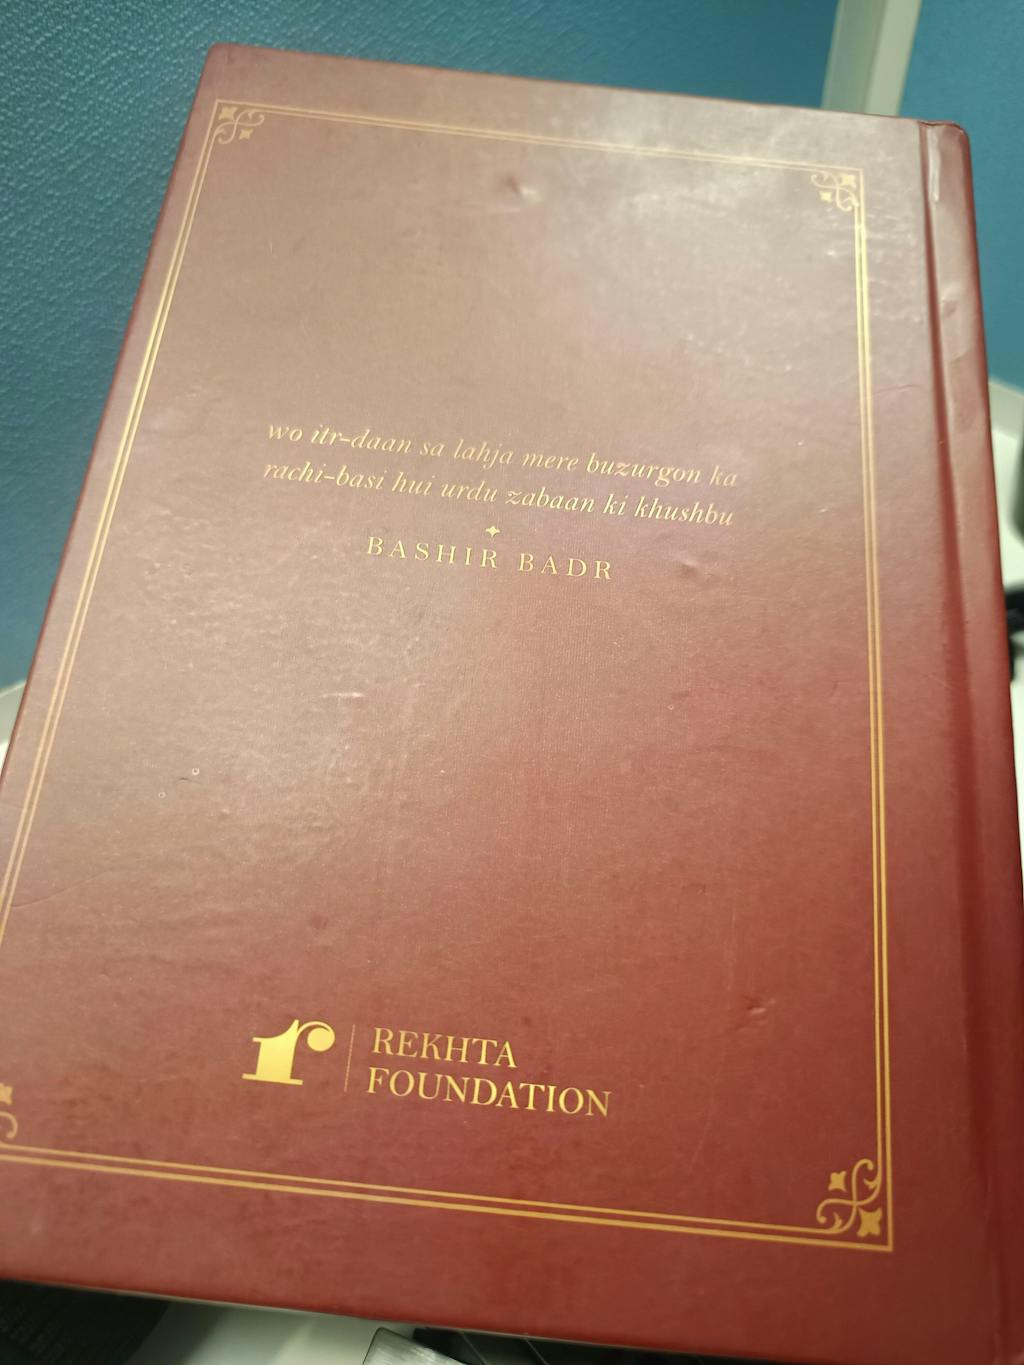 wo itr-daan sa lahja mere buzurgon ka
rachi-basi hui urdu zabaan ki khushbu
BASHIR BADR
r
REKHTA
FOUNDATION